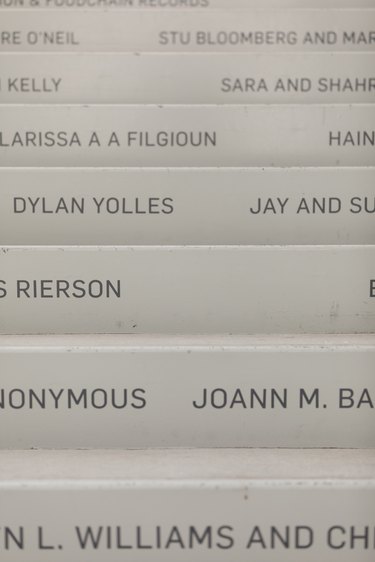 & FOODCHAIN RECORDS
RE O'NEIL STU BLOOMBERG AND MAR
KELLY SARA AND SHAHR
LARISSA A A FILGIOUN HAIN
DYLAN YOLLES JAY AND SU
S RIERSON
NONYMOUS JOANN M. BA
N L. WILLIAMS AND CH